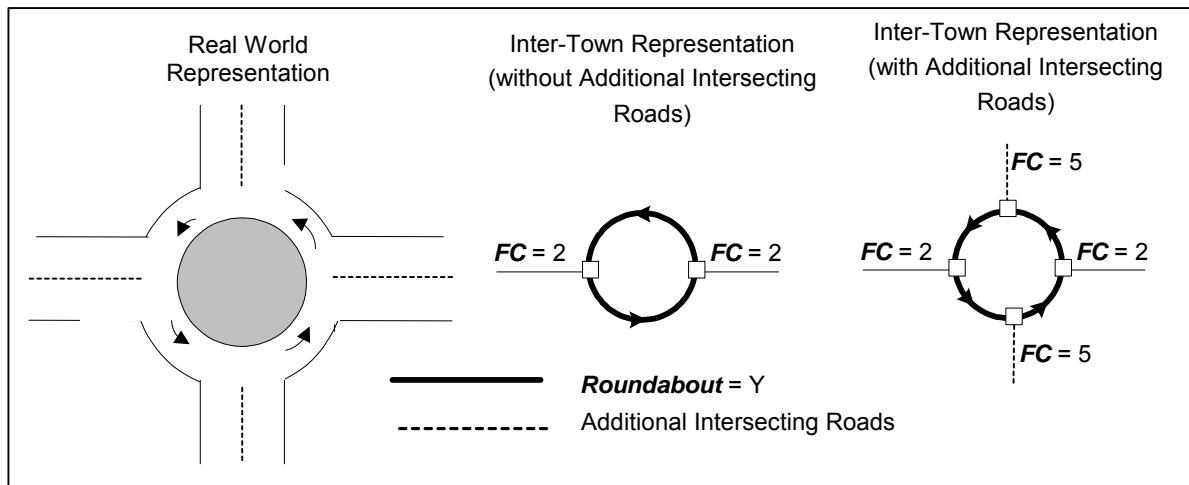 Real World
Representation
Inter-Town Representation
(without Additional Intersecting
Roads)
Inter-Town Representation
(with Additional Intersecting
Roads)
FC = 2
FC = 2
FC = 5
FC = 2
FC = 2
FC = 5
Roundabout = Y
Additional Intersecting Roads